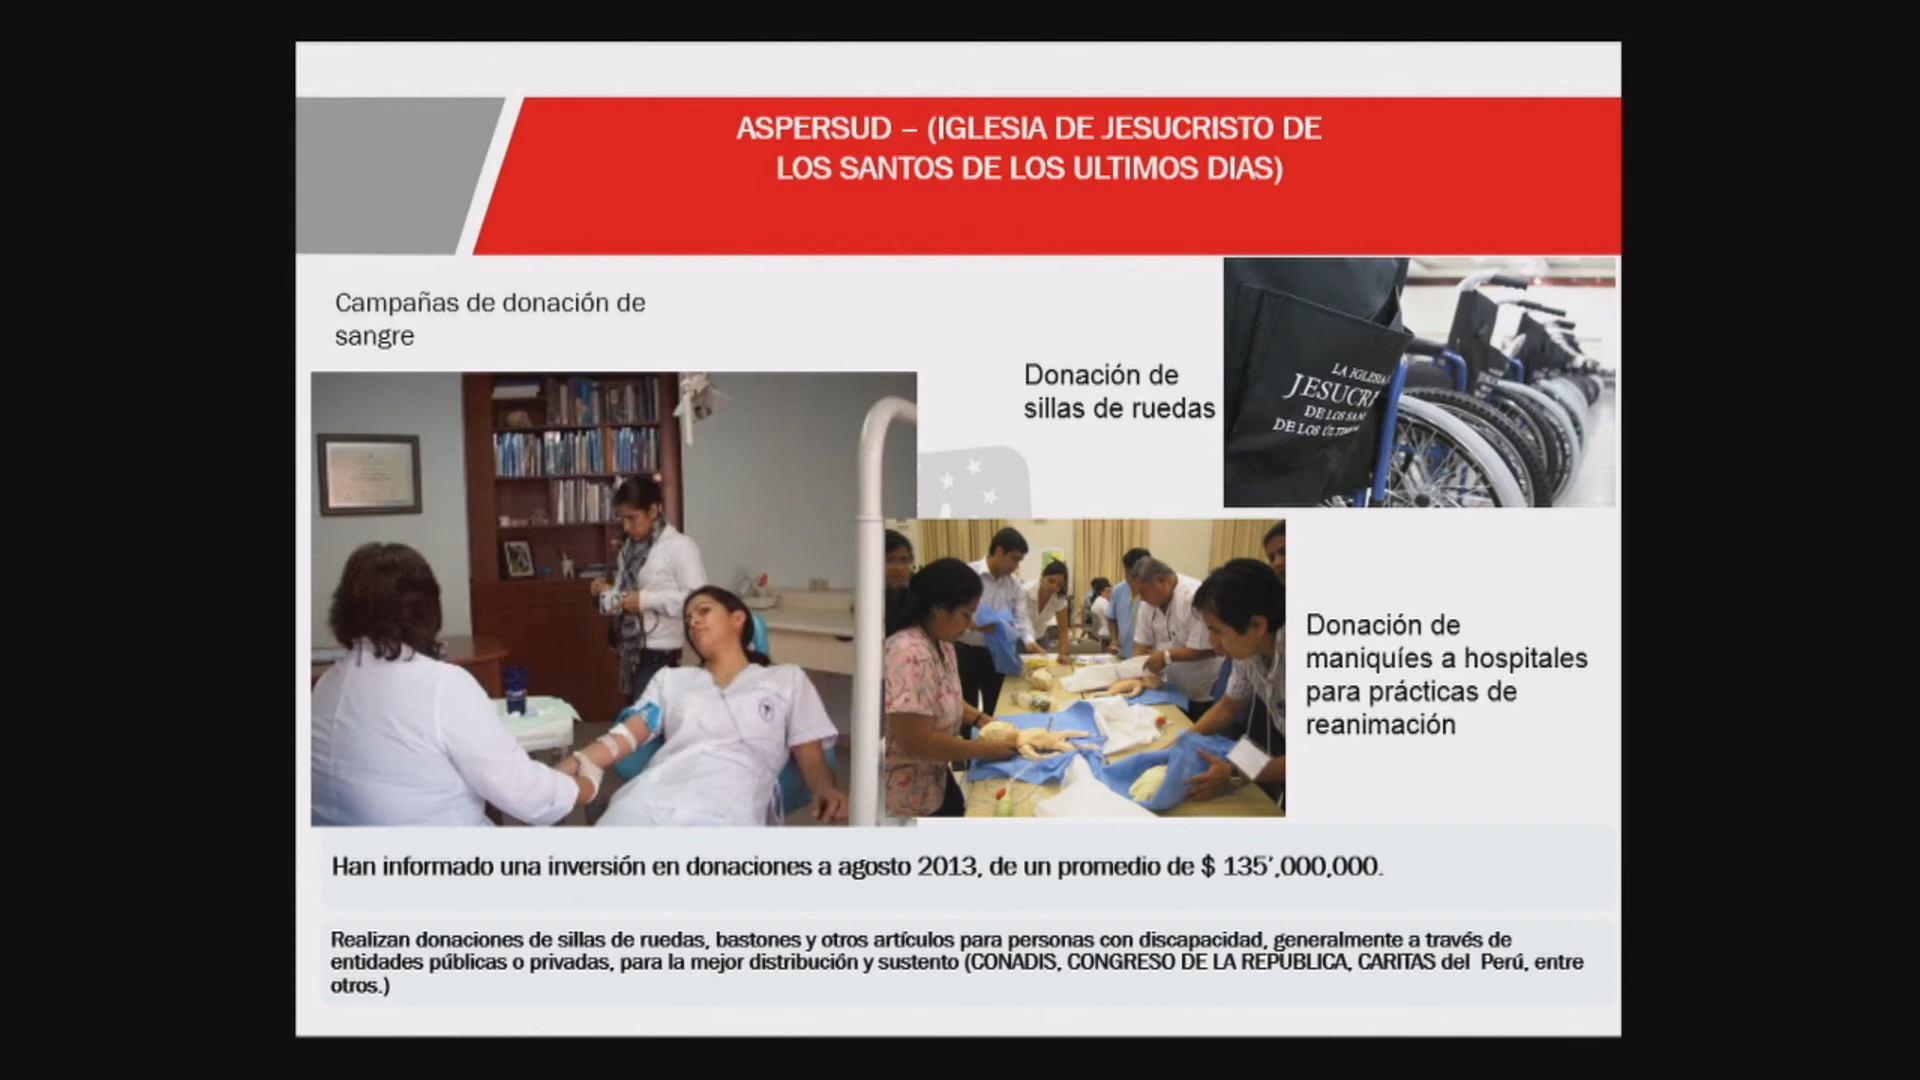 ASPERSUD – (IGLESIA DE JESUCRISTO DE
LOS SANTOS DE LOS ULTIMOS DIAS)
Campañas de donación de
sangre
Donación de
sillas de ruedas
LA IGLESIA
JESUCRI
DE LOS SAN
DE LOS ÚLTIM
Donación de
maniquíes a hospitales
para prácticas de
reanimación
Han informado una inversión en donaciones a agosto 2013, de un promedio de $ 135’,000,000.
Realizan donaciones de sillas de ruedas, bastones y otros artículos para personas con discapacidad, generalmente a través de
entidades públicas o privadas, para la mejor distribución y sustento (CONADIS, CONGRESO DE LA REPUBLICA, CARITAS del Perú, entre
otros.)